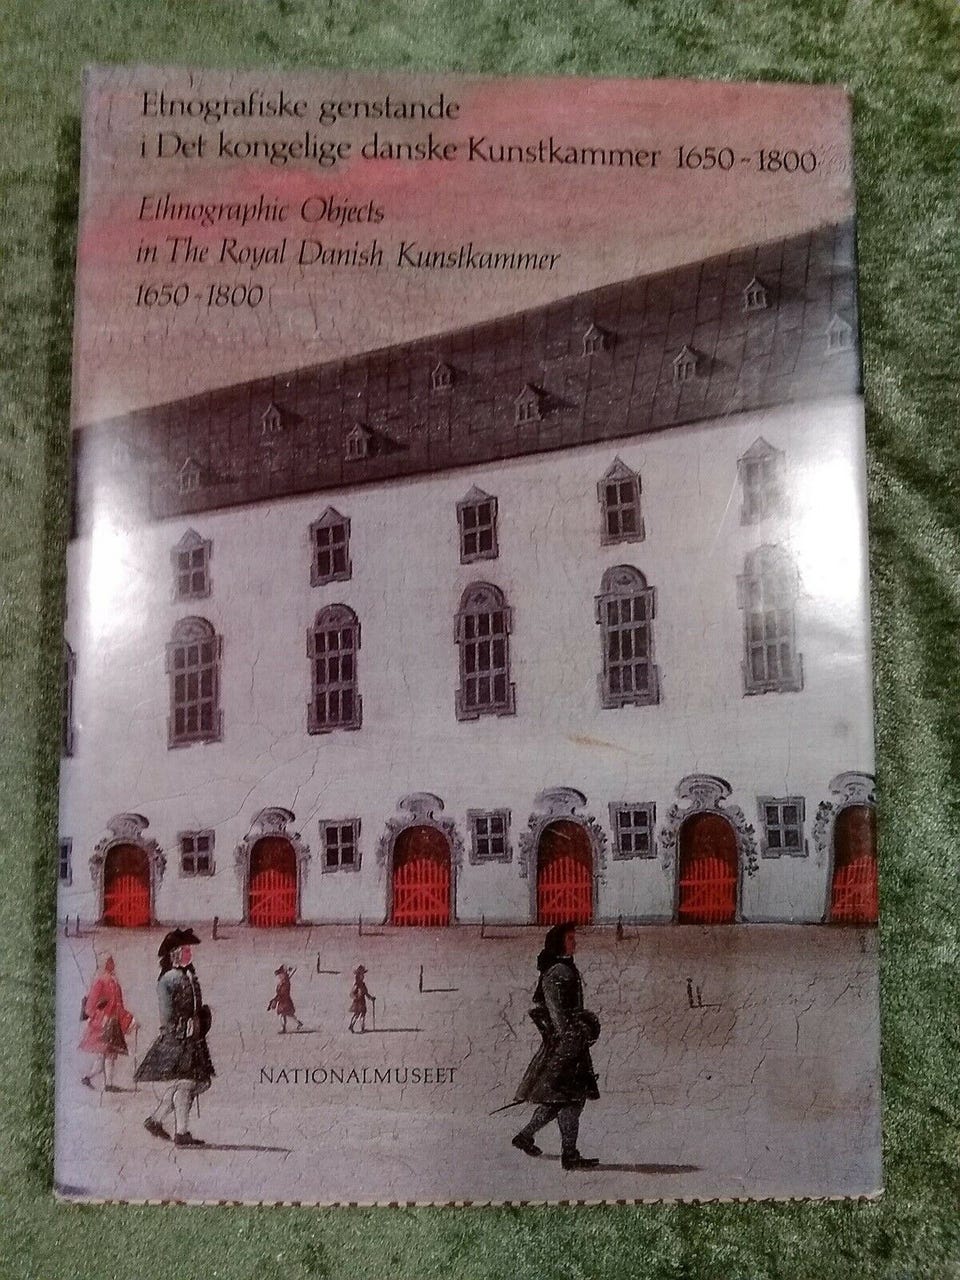 Etnografiske genstande
i Det kongelige danske Kunstkammer 1650-1800
Ethnographic Objects
in The Royal Danish Kunstkammer
1650-1800
NATIONALMUSEET